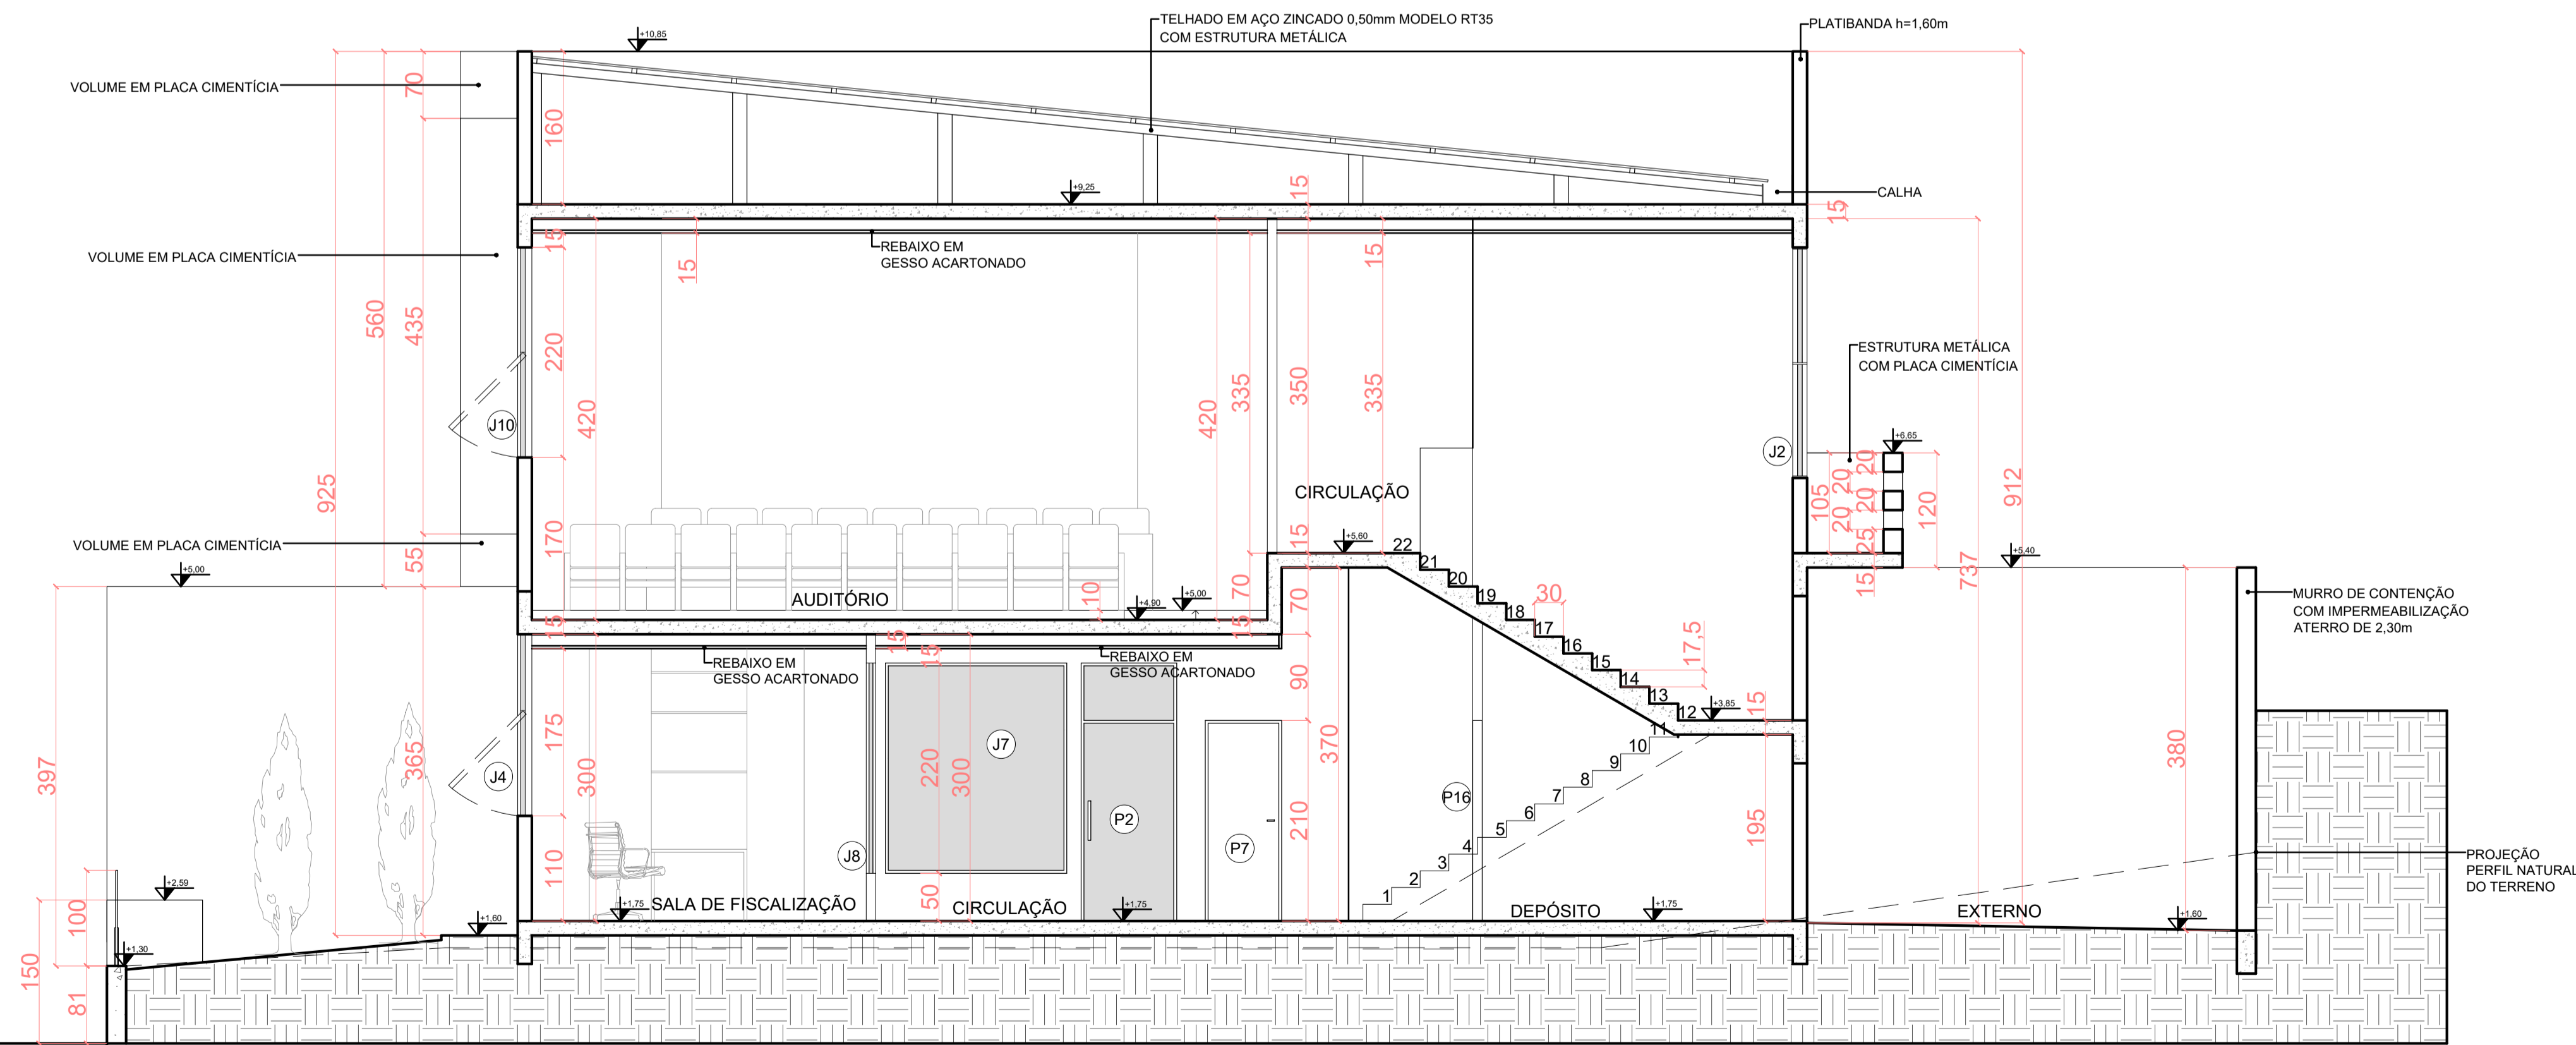 TELHADO EM AÇO ZINCADO 0,50mm MODELO RT35
COM ESTRUTURA METÁLICA
PLATIBANDA h=1,60m
+10,85
VOLUME EM PLACA CIMENTÍCIA
70
160
+9,25
15
CALHA
15
VOLUME EM PLACA CIMENTÍCIA
15
15
REBAIXO EM
GESSO ACARTONADO
15
560
435
220
420
420
335
350
335
ESTRUTURA METÁLICA
COM PLACA CIMENTÍCIA
J10
J2
+6,65
925
105
20
20
20
20
25
120
912
CIRCULAÇÃO
170
15
+5,60
22
21
20
19
18
17
16
15
14
13
12
11
10
9
8
7
6
5
4
3
2
1
30
17,5
VOLUME EM PLACA CIMENTÍCIA
55
+5,00
AUDITÓRIO
10
+4,90
+5,00
70
70
15
15
15
737
+5,40
MURRO DE CONTENÇÃO
COM IMPERMEABILIZAÇÃO
ATERRO DE 2,30m
15
15
REBAIXO EM
GESSO ACARTONADO
REBAIXO EM
GESSO ACARTONADO
90
15
+3,85
397
365
175
300
J4
J7
220
300
370
380
P16
P2
P7
J8
210
195
110
50
PROJEÇÃO
PERFIL NATURAL
DO TERRENO
+2,59
100
+1,30
150
81
+1,60
+1,75
SALA DE FISCALIZAÇÃO
CIRCULAÇÃO
+1,75
DEPÓSITO
+1,75
EXTERNO
+1,60